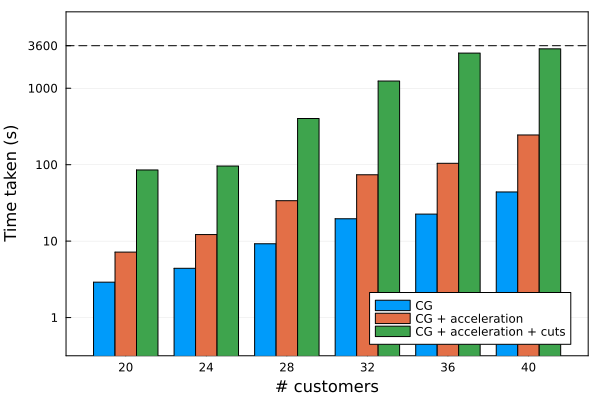 3600
1000
100
10
1
Time taken (s)
20 24 28 32 36 40
# customers
CG
CG + acceleration
CG + acceleration + cuts